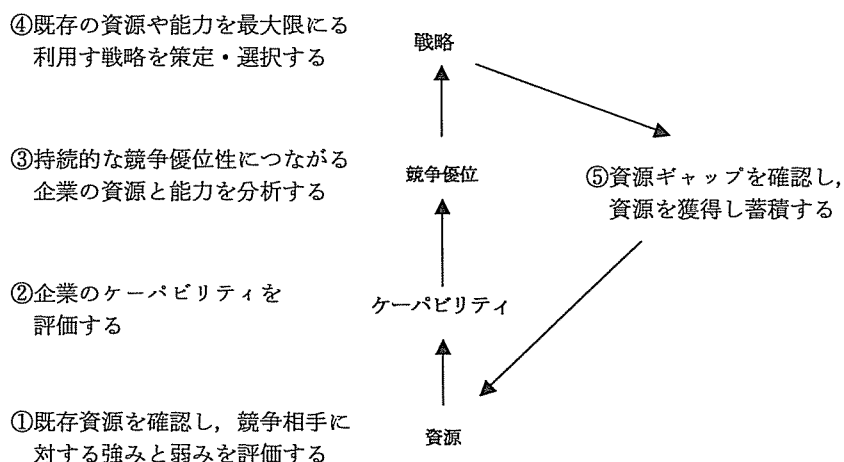 ④既存の資源や能力を最大限にる
利用す戦略を策定・選択する
戦略
③持続的な競争優位性につながる
企業の資源と能力を分析する
競争優位
⑤資源ギャップを確認し，
資源を獲得し蓄積する
②企業のケーパビリティを
評価する
ケーパビリティ
①既存資源を確認し，競争相手に
対する強みと弱みを評価する
資源